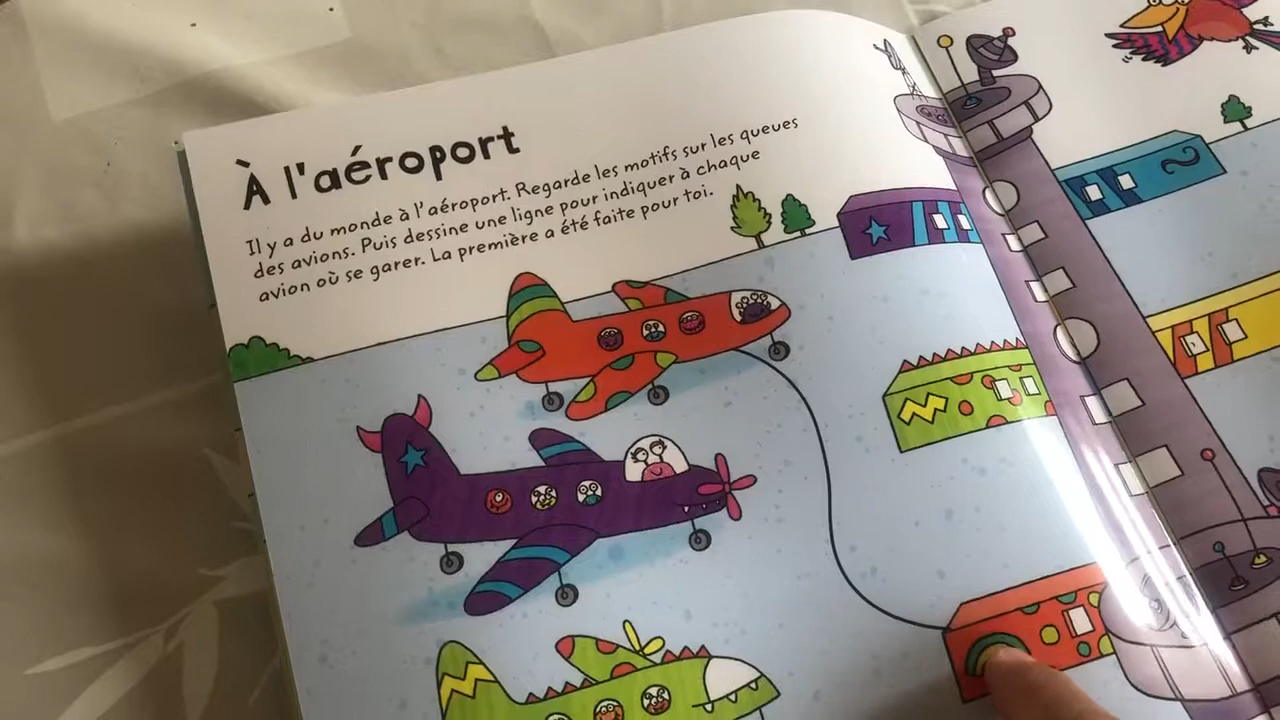 À l'aéroport
Il y a du monde à l'aéroport. Regarde les motifs sur les queues
des avions. Puis dessine une ligne pour indiquer à chaque
avion où se garer. La première a été faite pour toi.